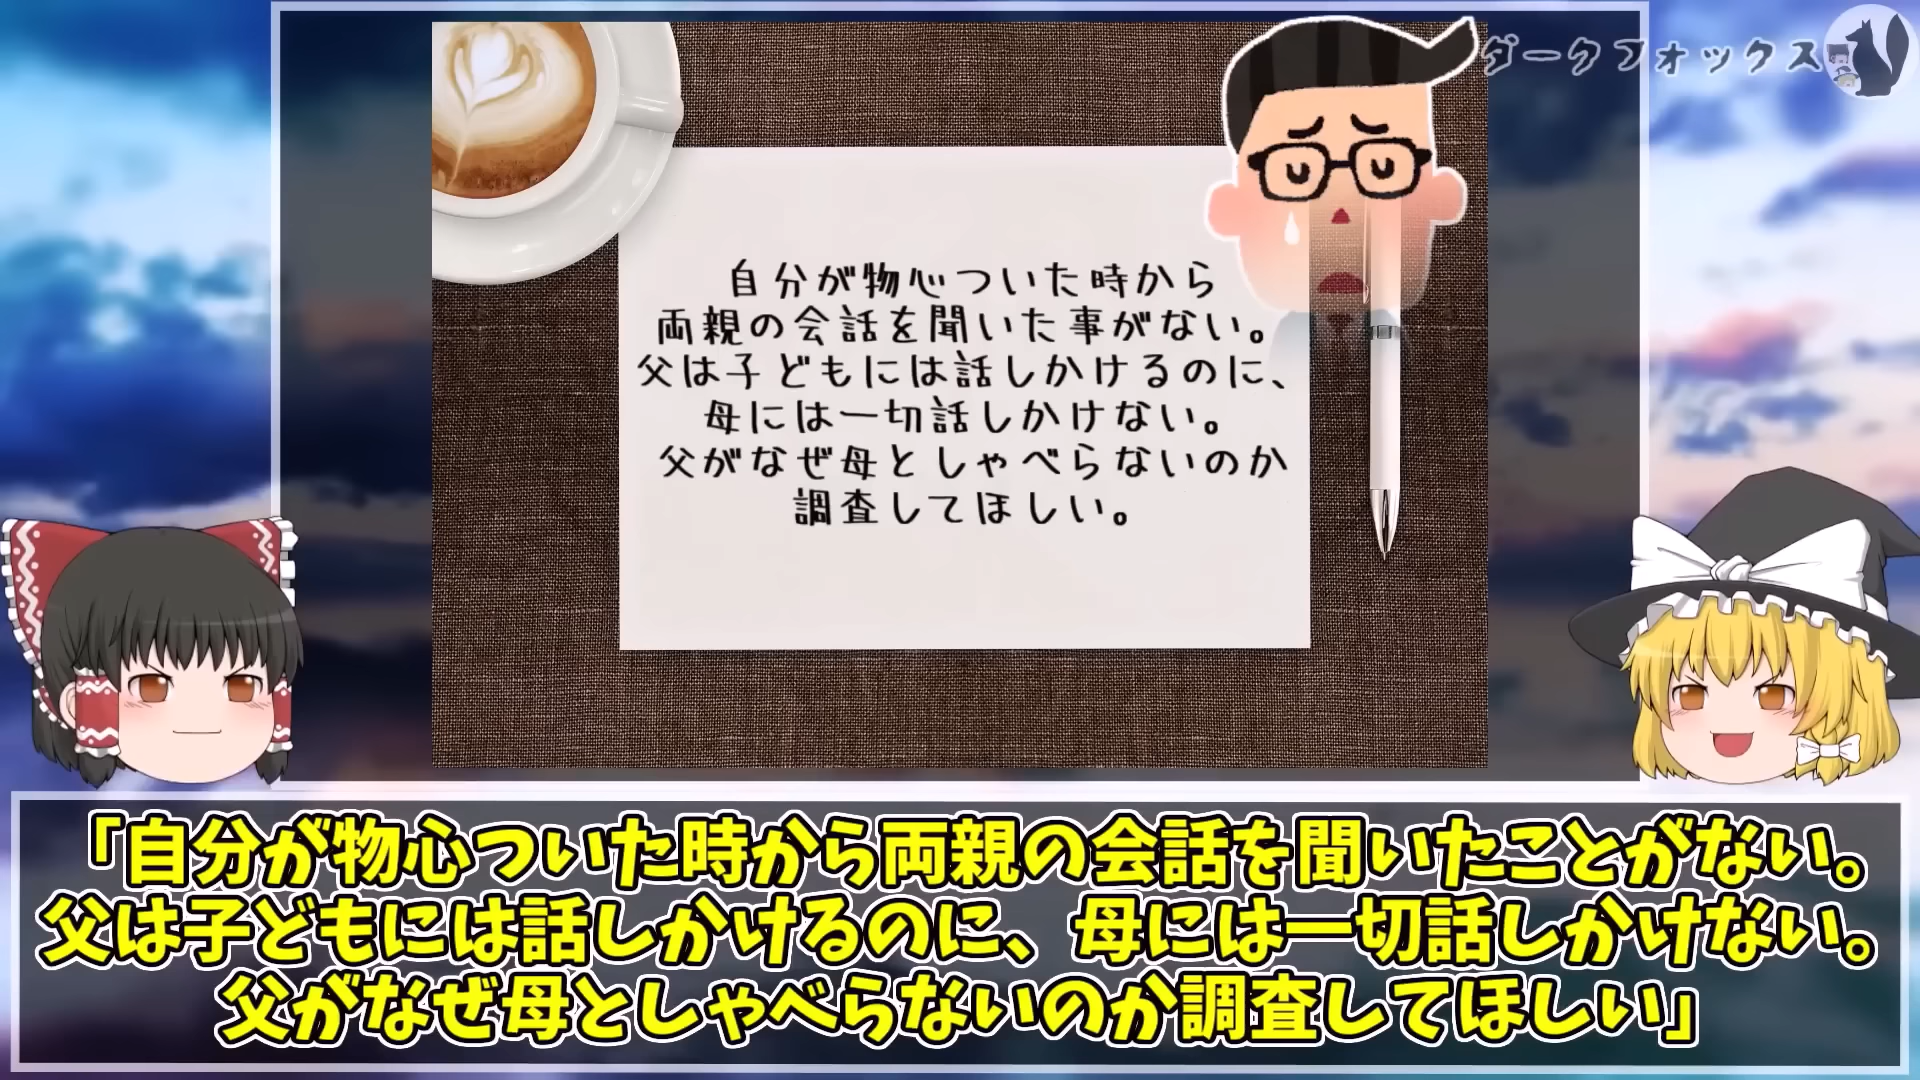 ダークフォックス
自分が物心ついた時から
両親の会話を聞いた事がない。
父は子どもには話しかけるのに、
母には一切話しかけない。
父がなぜ母としゃべらないのか
調査してほしい。
「自分が物心ついた時から両親の会話を聞いたことがない。
父は子どもには話しかけるのに、母には一切話しかけない。
父がなぜ母としゃべらないのか調査してほしい」